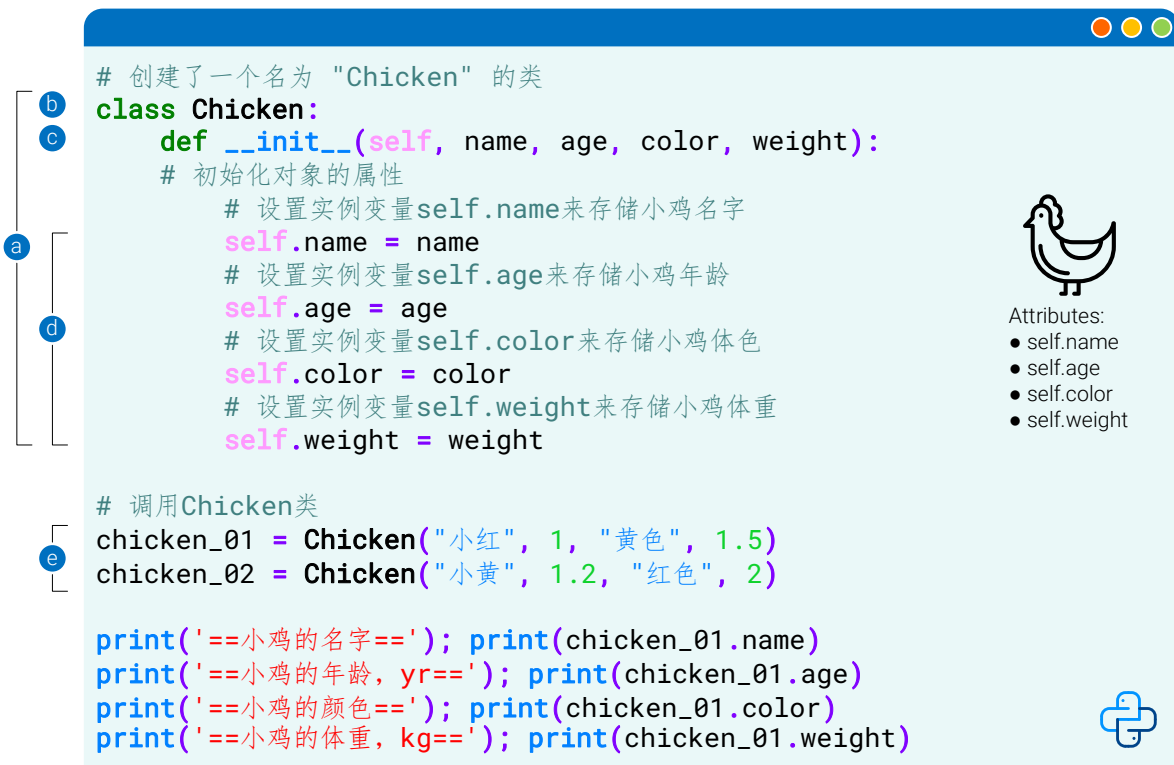 # 创建了一个名为 "Chicken" 的类
b
class Chicken:
c
    def __init__(self, name, age, color, weight):
    # 初始化对象的属性
        # 设置实例变量self.name来存储小鸡名字
a
        self.name = name
        # 设置实例变量self.age来存储小鸡年龄
        self.age = age
d
        # 设置实例变量self.color来存储小鸡体色
        self.color = color
        # 设置实例变量self.weight来存储小鸡体重
        self.weight = weight
Attributes:
● self.name
● self.age
● self.color
● self.weight
# 调用Chicken类
e
chicken_01 = Chicken("小红", 1, "黄色", 1.5)
chicken_02 = Chicken("小黄", 1.2, "红色", 2)
print('==小鸡的名字=='); print(chicken_01.name)
print('==小鸡的年龄, yr=='); print(chicken_01.age)
print('==小鸡的颜色=='); print(chicken_01.color)
print('==小鸡的体重, kg=='); print(chicken_01.weight)